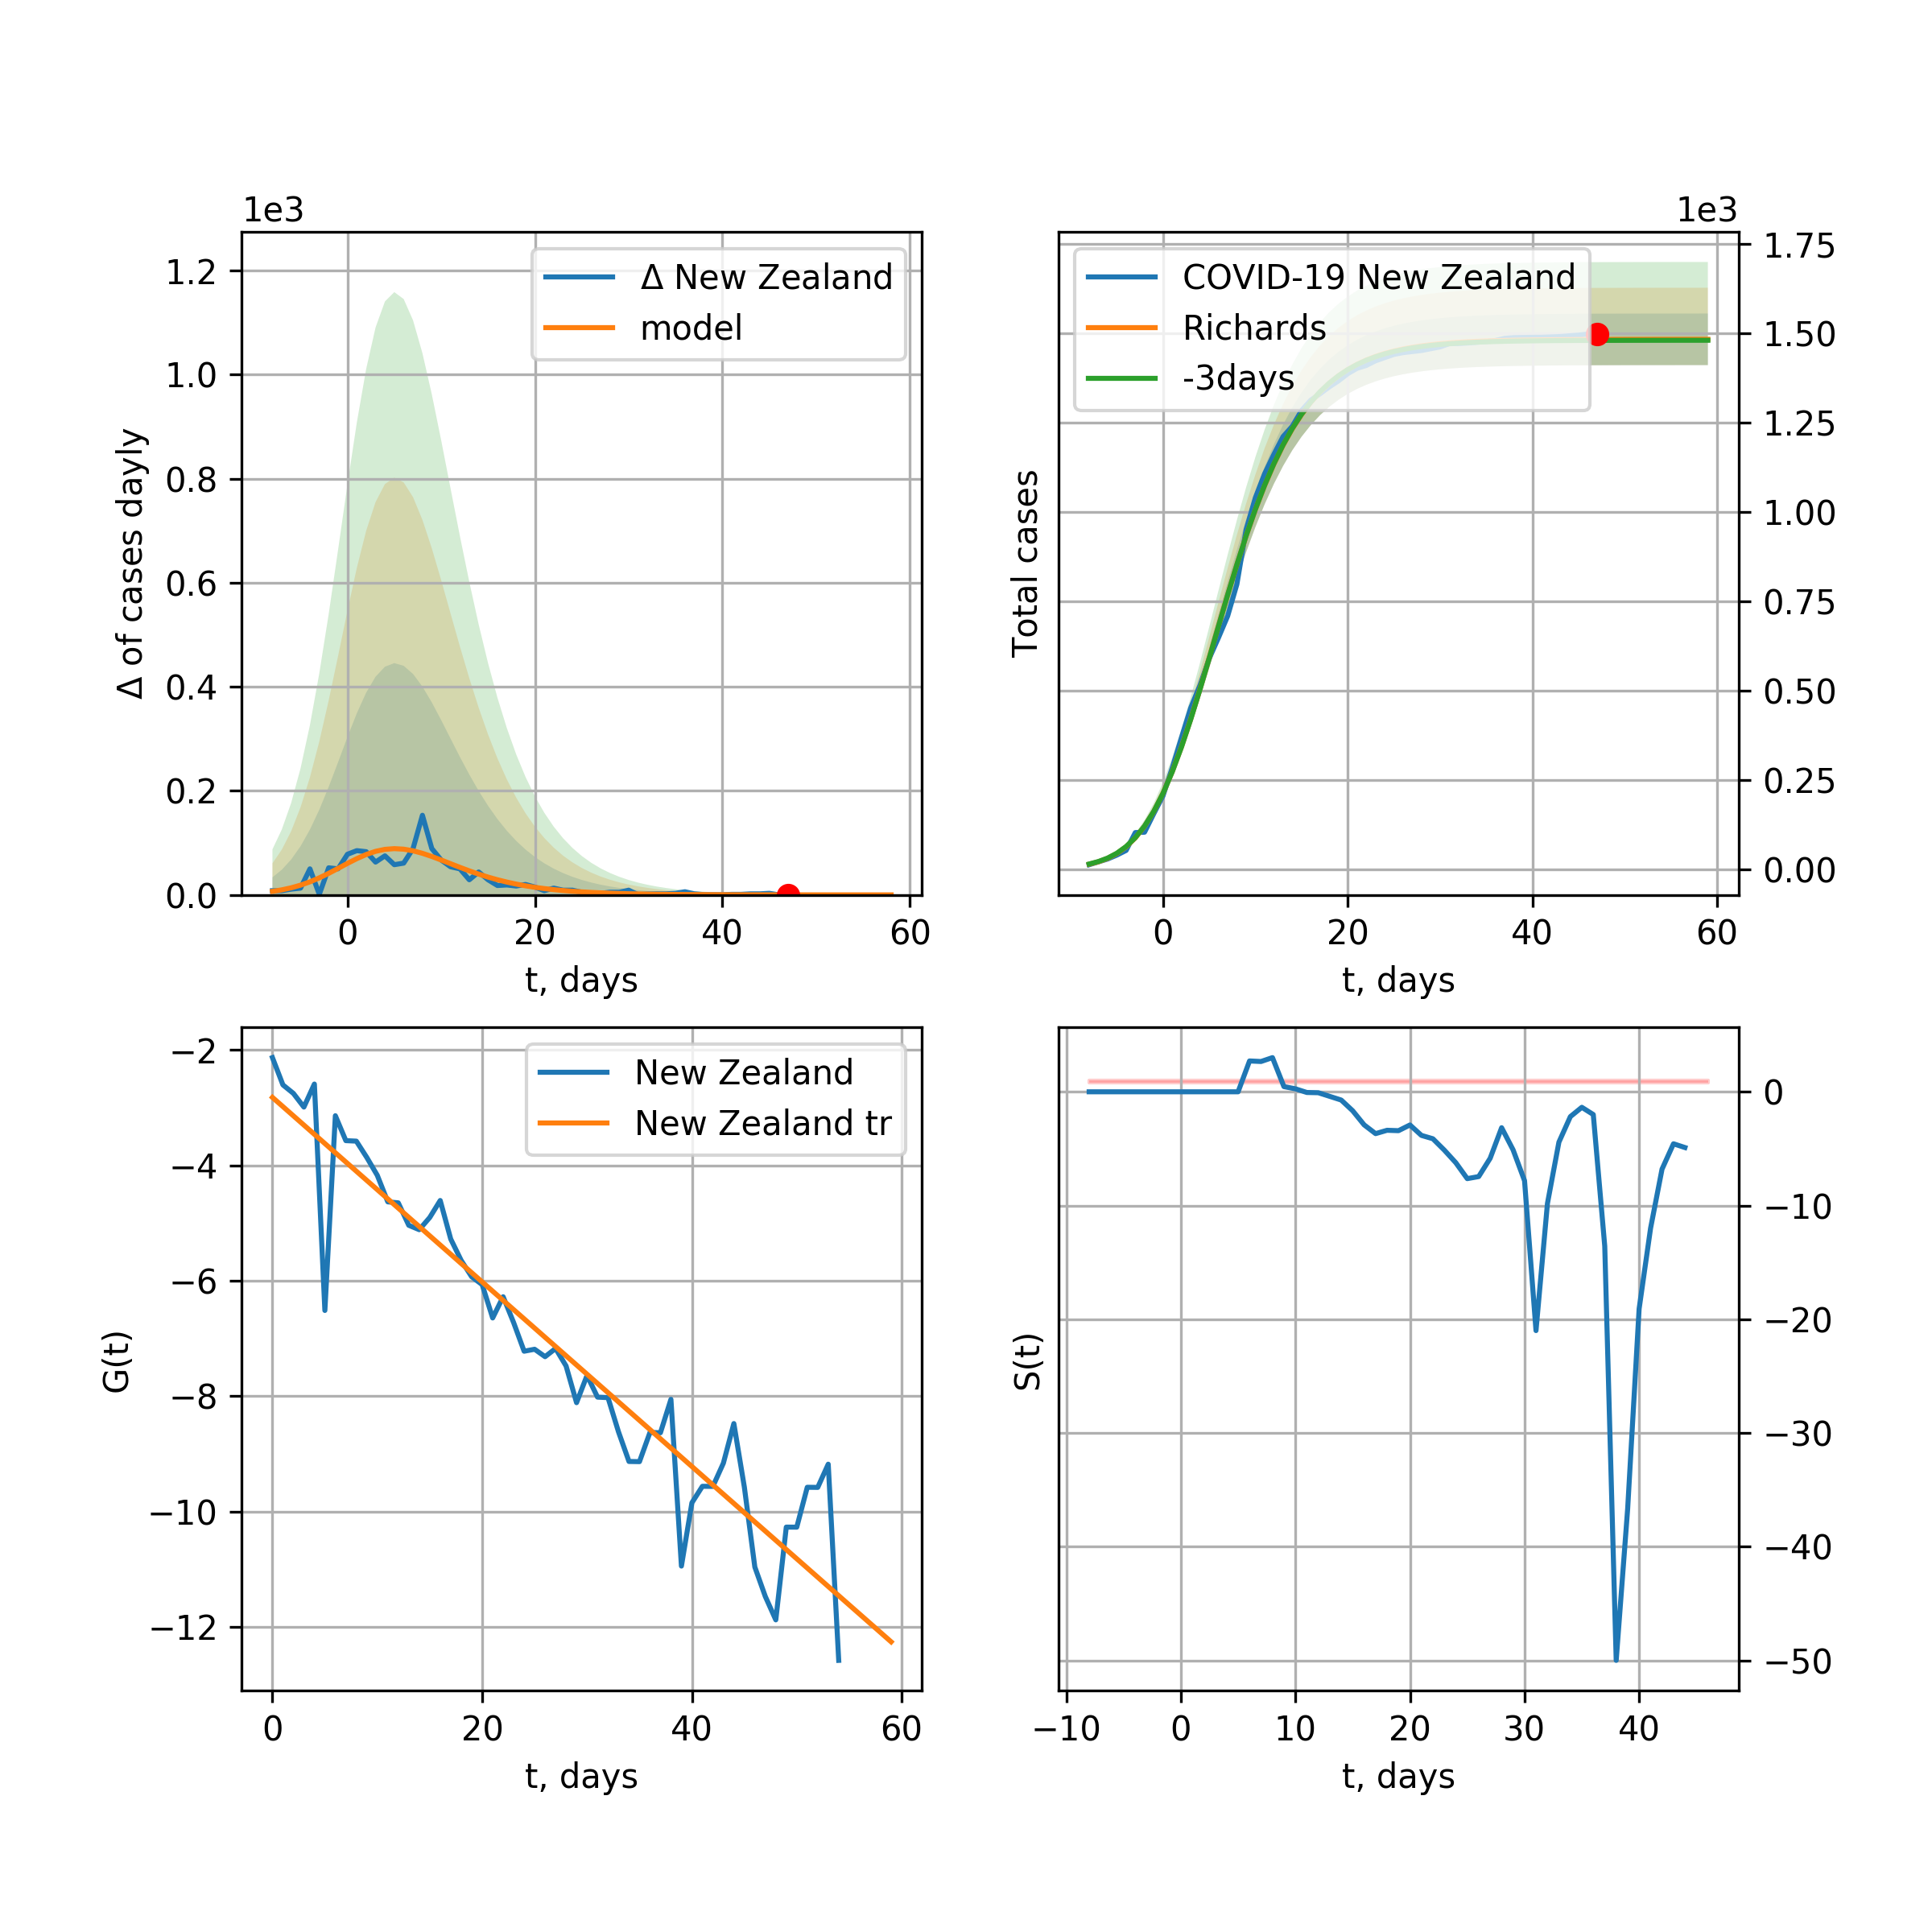 1e3
Δ of cases dayly
1.2
1.0
0.8
0.6
0.4
0.2
0.0
Δ New Zealand
model
0
20
40
60
t, days
1e3
Total cases
COVID-19 New Zealand
Richards
-3days
1.75
1.50
1.25
1.00
0.75
0.50
0.25
0.00
0
20
40
60
t, days
G(t)
−2
−4
−6
−8
−10
−12
New Zealand
New Zealand tr
0
20
40
60
t, days
S(t)
0
−10
−20
−30
−40
−50
−10
0
10
20
30
40
t, days